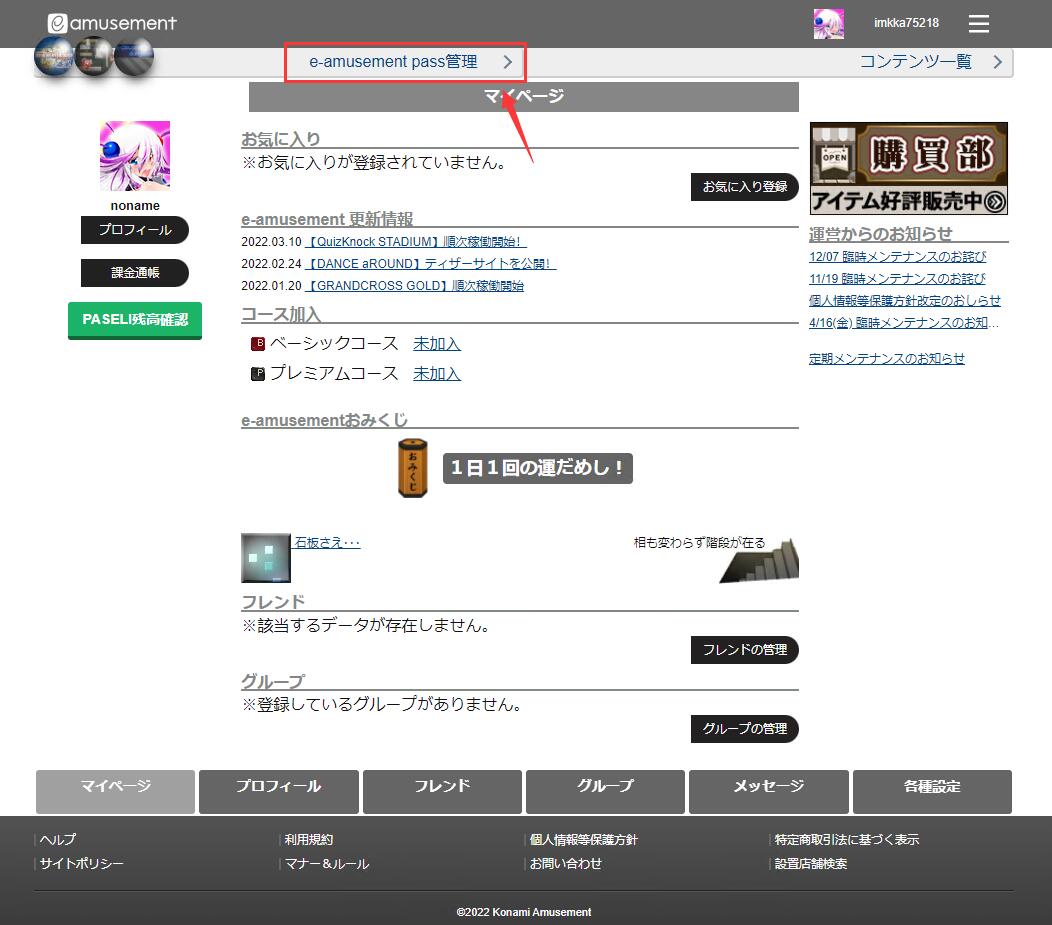 e amusement
imkka75218
e-amusement pass管理
コンテンツ一覧
マイページ
noname
プロフィール
課金通帳
PASELI残高確認
お気に入り
※お気に入りが登録されていません。
お気に入り登録
e-amusement 更新情報
2022.03.10 【QuizKnock STADIUM】順次稼働開始!
2022.02.24 【DANCE aROUND】ティザーサイトを公開!
2022.01.20 【GRANDCROSS GOLD】順次稼働開始
コース加入
B ベーシックコース 未加入
P プレミアムコース 未加入
e-amusementおみくじ
おみくじ
1日1回の運だめし!
石板さえ･･･
相も変わらず階段が在る
フレンド
※該当するデータが存在しません。
フレンドの管理
グループ
※登録しているグループがありません。
グループの管理
OPEN
購買部
アイテム好評販売中
運営からのお知らせ
12/07 臨時メンテナンスのお詫び
11/19 臨時メンテナンスのお詫び
個人情報等保護方針改定のおしらせ
4/16(金) 臨時メンテナンスのお知...
定期メンテナンスのお知らせ
マイページ
プロフィール
フレンド
グループ
メッセージ
各種設定
ヘルプ
利用規約
個人情報等保護方針
特定商取引法に基づく表示
サイトポリシー
マナー＆ルール
お問い合わせ
設置店舗検索
©2022 Konami Amusement